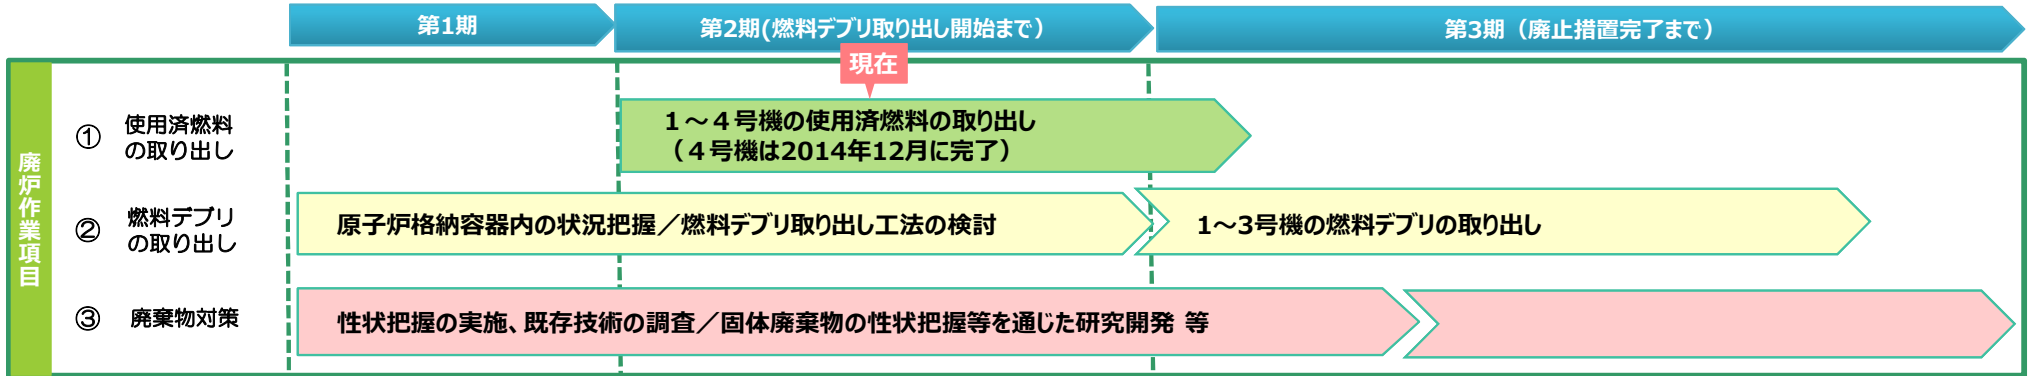 第1期
第2期(燃料デブリ取り出し開始まで)
第3期（廃止措置完了まで）
現在
廃炉作業項目
① 使用済燃料
の取り出し
１～４号機の使用済燃料の取り出し
（４号機は2014年12月に完了）
② 燃料デブリ
の取り出し
原子炉格納容器内の状況把握／燃料デブリ取り出し工法の検討
1～3号機の燃料デブリの取り出し
③ 廃棄物対策
性状把握の実施、既存技術の調査／固体廃棄物の性状把握等を通じた研究開発 等